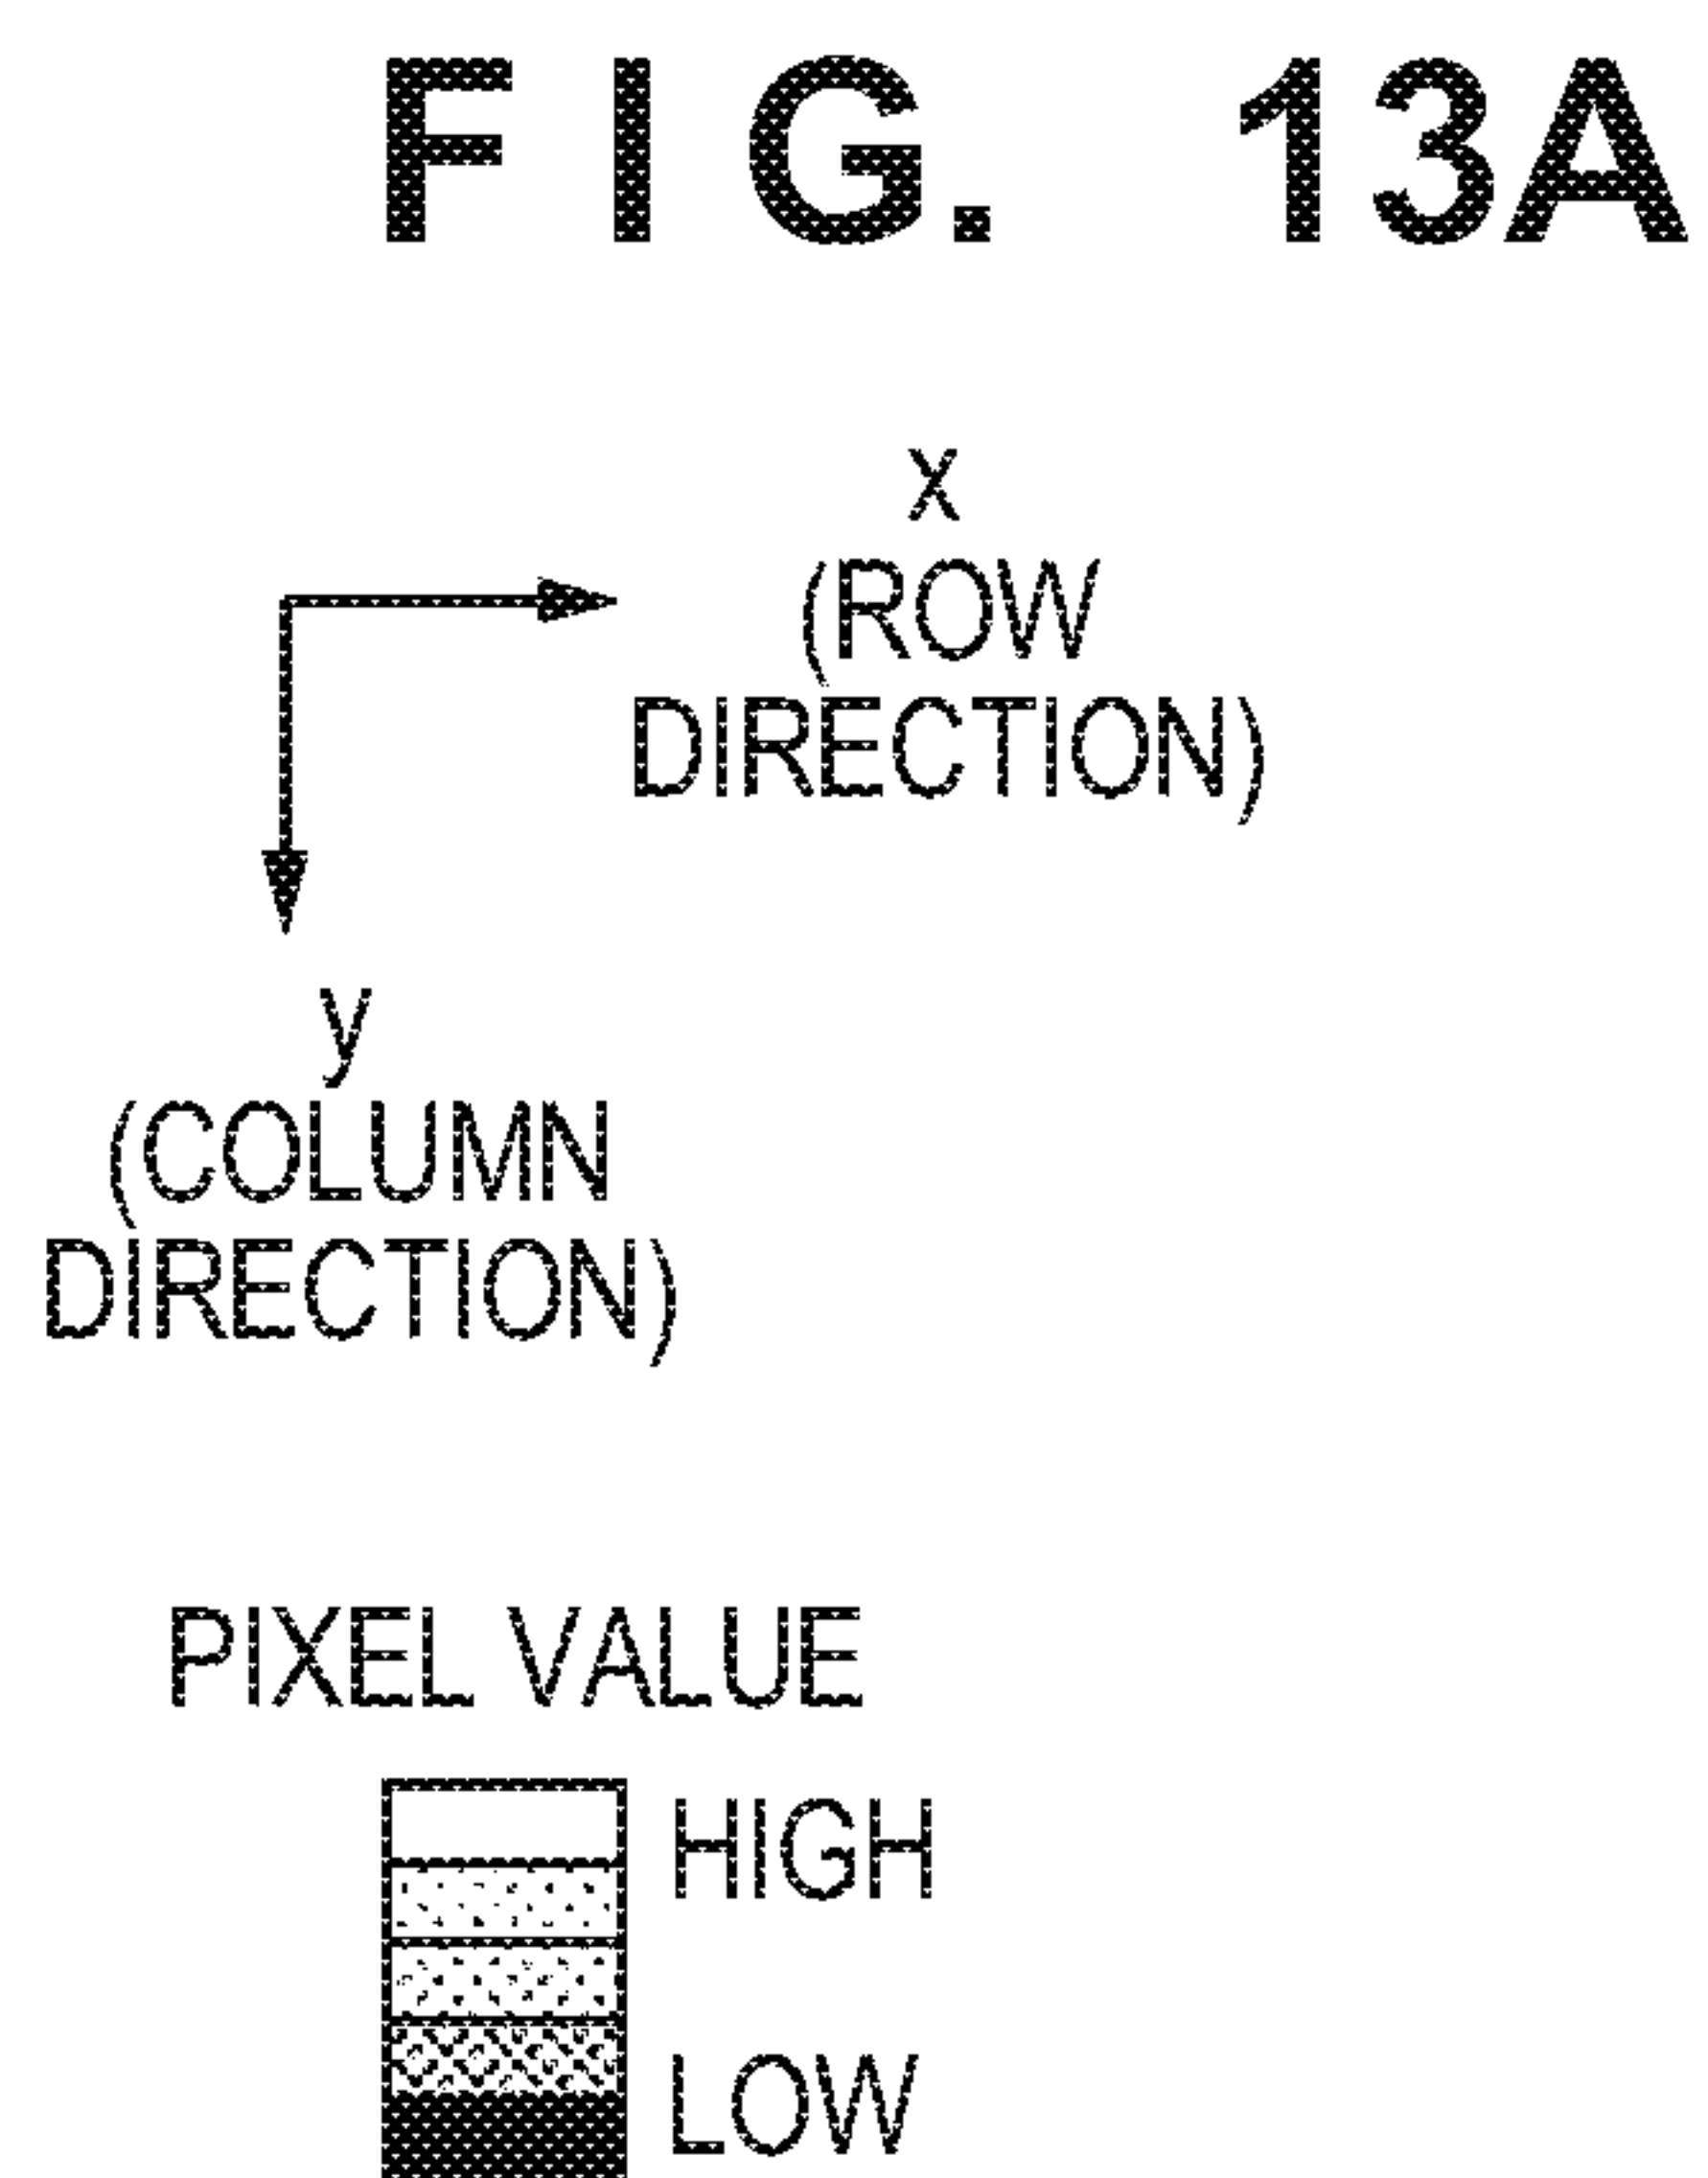 FIG. 13A
x
(ROW
DIRECTION)
y
(COLUMN
DIRECTION)
PIXEL VALUE
HIGH
LOW